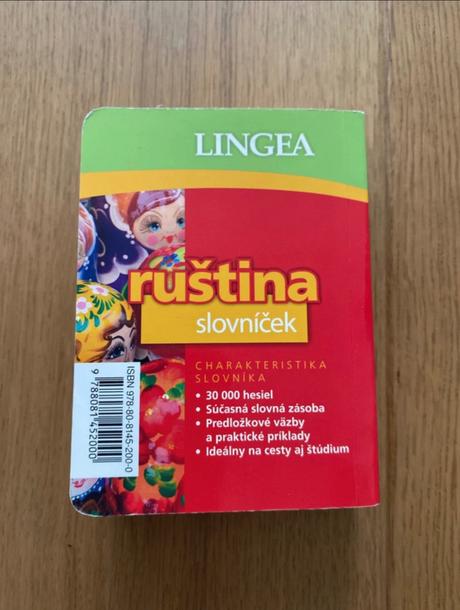 LINGEA
ruština
slovníček
CHARAKTERISTIKA
SLOVNÍKA
• 30 000 hesiel
• Súčasná slovná zásoba
• Predložkové väzby
a praktické príklady
• Ideálny na cesty aj štúdium
ISBN 978-80-8145-200-0
9 788081 452000